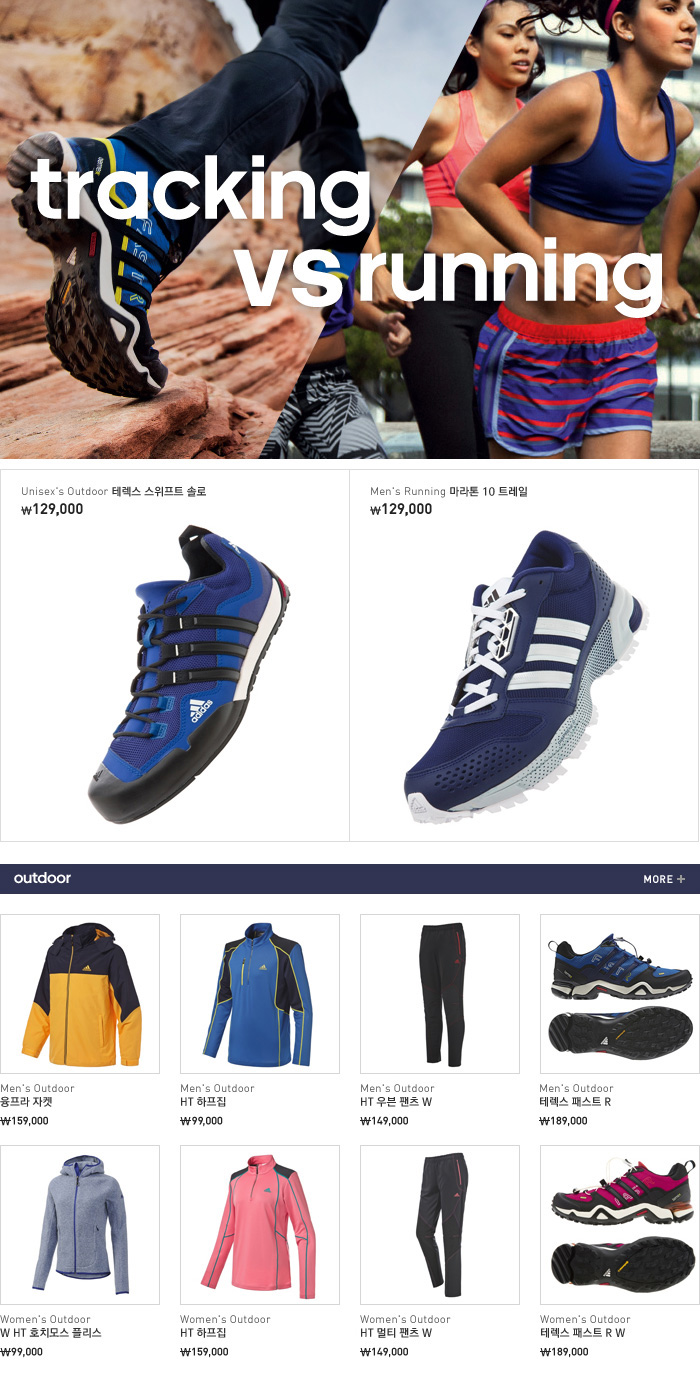 tracking
vs running
Unisex's Outdoor 테렉스 스위프트 솔로
₩129,000
Men's Running 마라톤 10 트레일
₩129,000
adidas
outdoor
MORE +
Men's Outdoor
융프라 자켓
₩159,000
Men's Outdoor
HT 하프집
₩99,000
Men's Outdoor
HT 우븐 팬츠 W
₩149,000
Men's Outdoor
테렉스 패스트 R
₩189,000
Women's Outdoor
W HT 호치모스 플리스
₩99,000
Women's Outdoor
HT 하프집
₩159,000
Women's Outdoor
HT 멀티 팬츠 W
₩149,000
Women's Outdoor
테렉스 패스트 R W
₩189,000